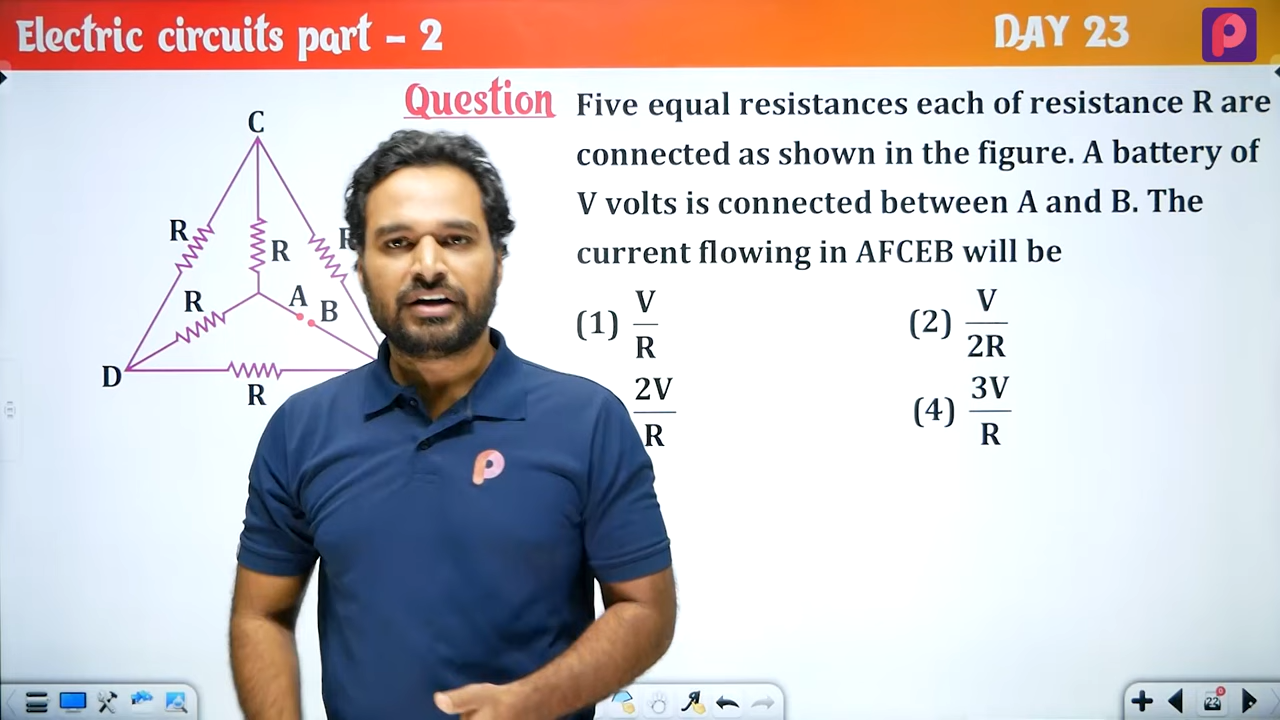 Electric circuits part – 2
DAY 23
Question
Five equal resistances each of resistance R are
connected as shown in the figure. A battery of
V volts is connected between A and B. The
current flowing in AFCEB will be
(1) V/R
(2) V/2R
2V/R
(4) 3V/R
C
R
R
R
A
B
D
R
22